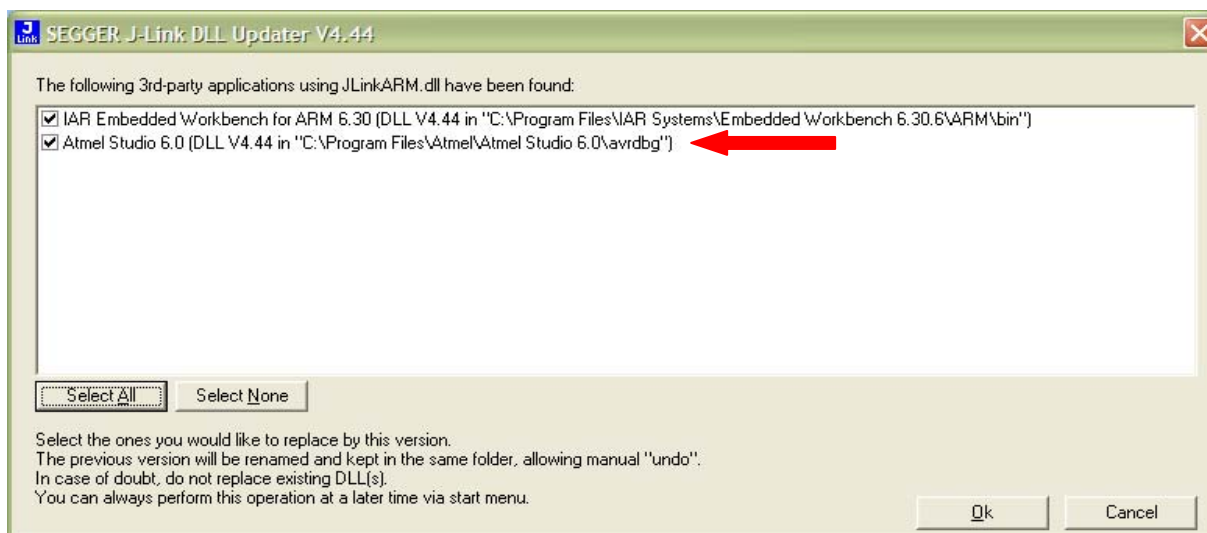 J
Link
SEGGER J-Link DLL Updater V4.44
The following 3rd-party applications using JLinkARM.dll have been found:
IAR Embedded Workbench for ARM 6.30 (DLL V4.44 in "C:\Program Files\IAR Systems\Embedded Workbench 6.30.6\ARM\bin")
Atmel Studio 6.0 (DLL V4.44 in "C:\Program Files\Atmel\Atmel Studio 6.0\avrdbg")
Select All Select None
Select the ones you would like to replace by this version.
The previous version will be renamed and kept in the same folder, allowing manual "undo".
In case of doubt, do not replace existing DLL(s).
You can always perform this operation at a later time via start menu.
Ok Cancel